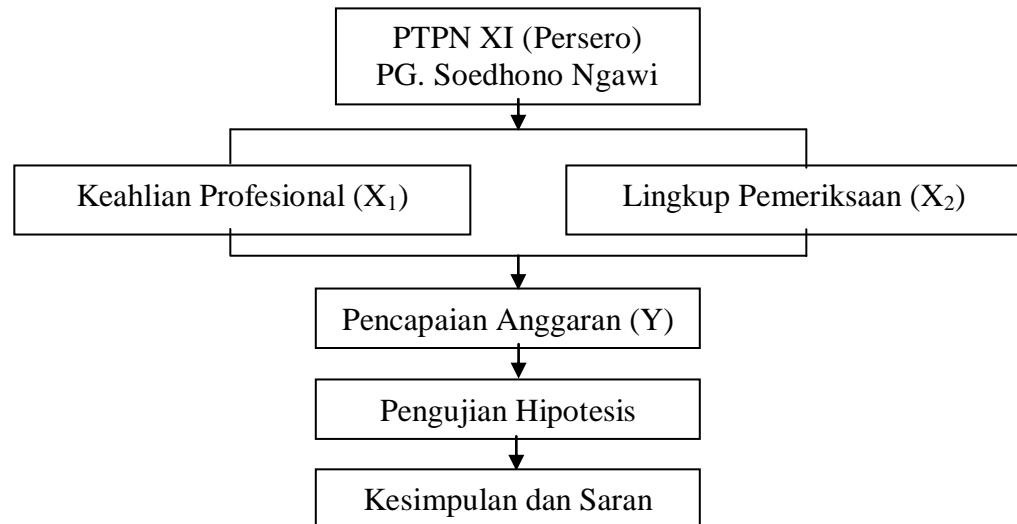 PTPN XI (Persero)
PG. Soedhono Ngawi
Keahlian Profesional (X₁)
Lingkup Pemeriksaan (X₂)
Pencapaian Anggaran (Y)
Pengujian Hipotesis
Kesimpulan dan Saran